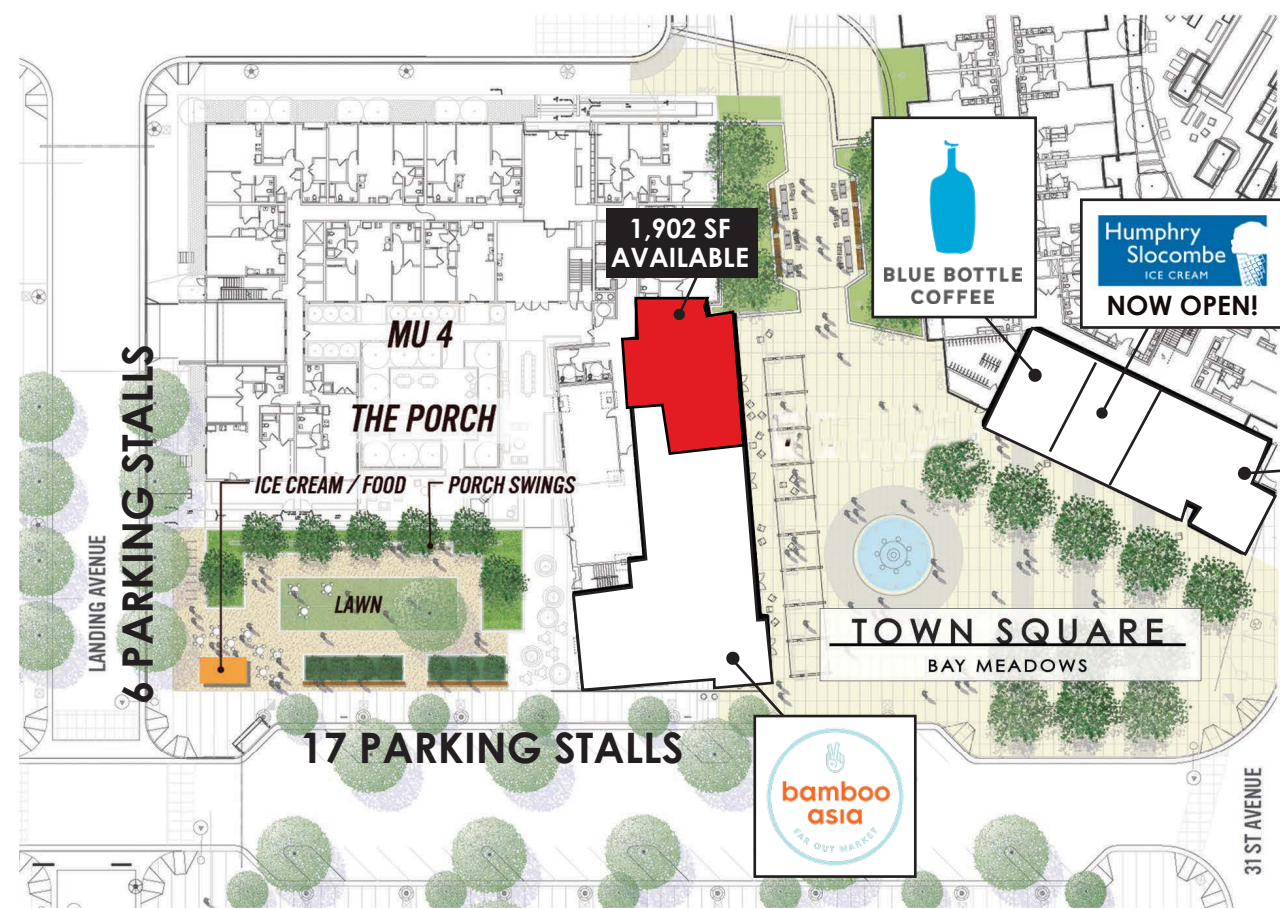 1,902 SF
AVAILABLE
BLUE BOTTLE
COFFEE
Humphry
Slocombe
ICE CREAM
NOW OPEN!
MU 4
THE PORCH
ICE CREAM / FOOD
PORCH SWINGS
LAWN
LANDING AVENUE
6 PARKING STALLS
17 PARKING STALLS
TOWN SQUARE
BAY MEADOWS
bamboo
asia
FAR OUT MARKET
31 ST AVENUE